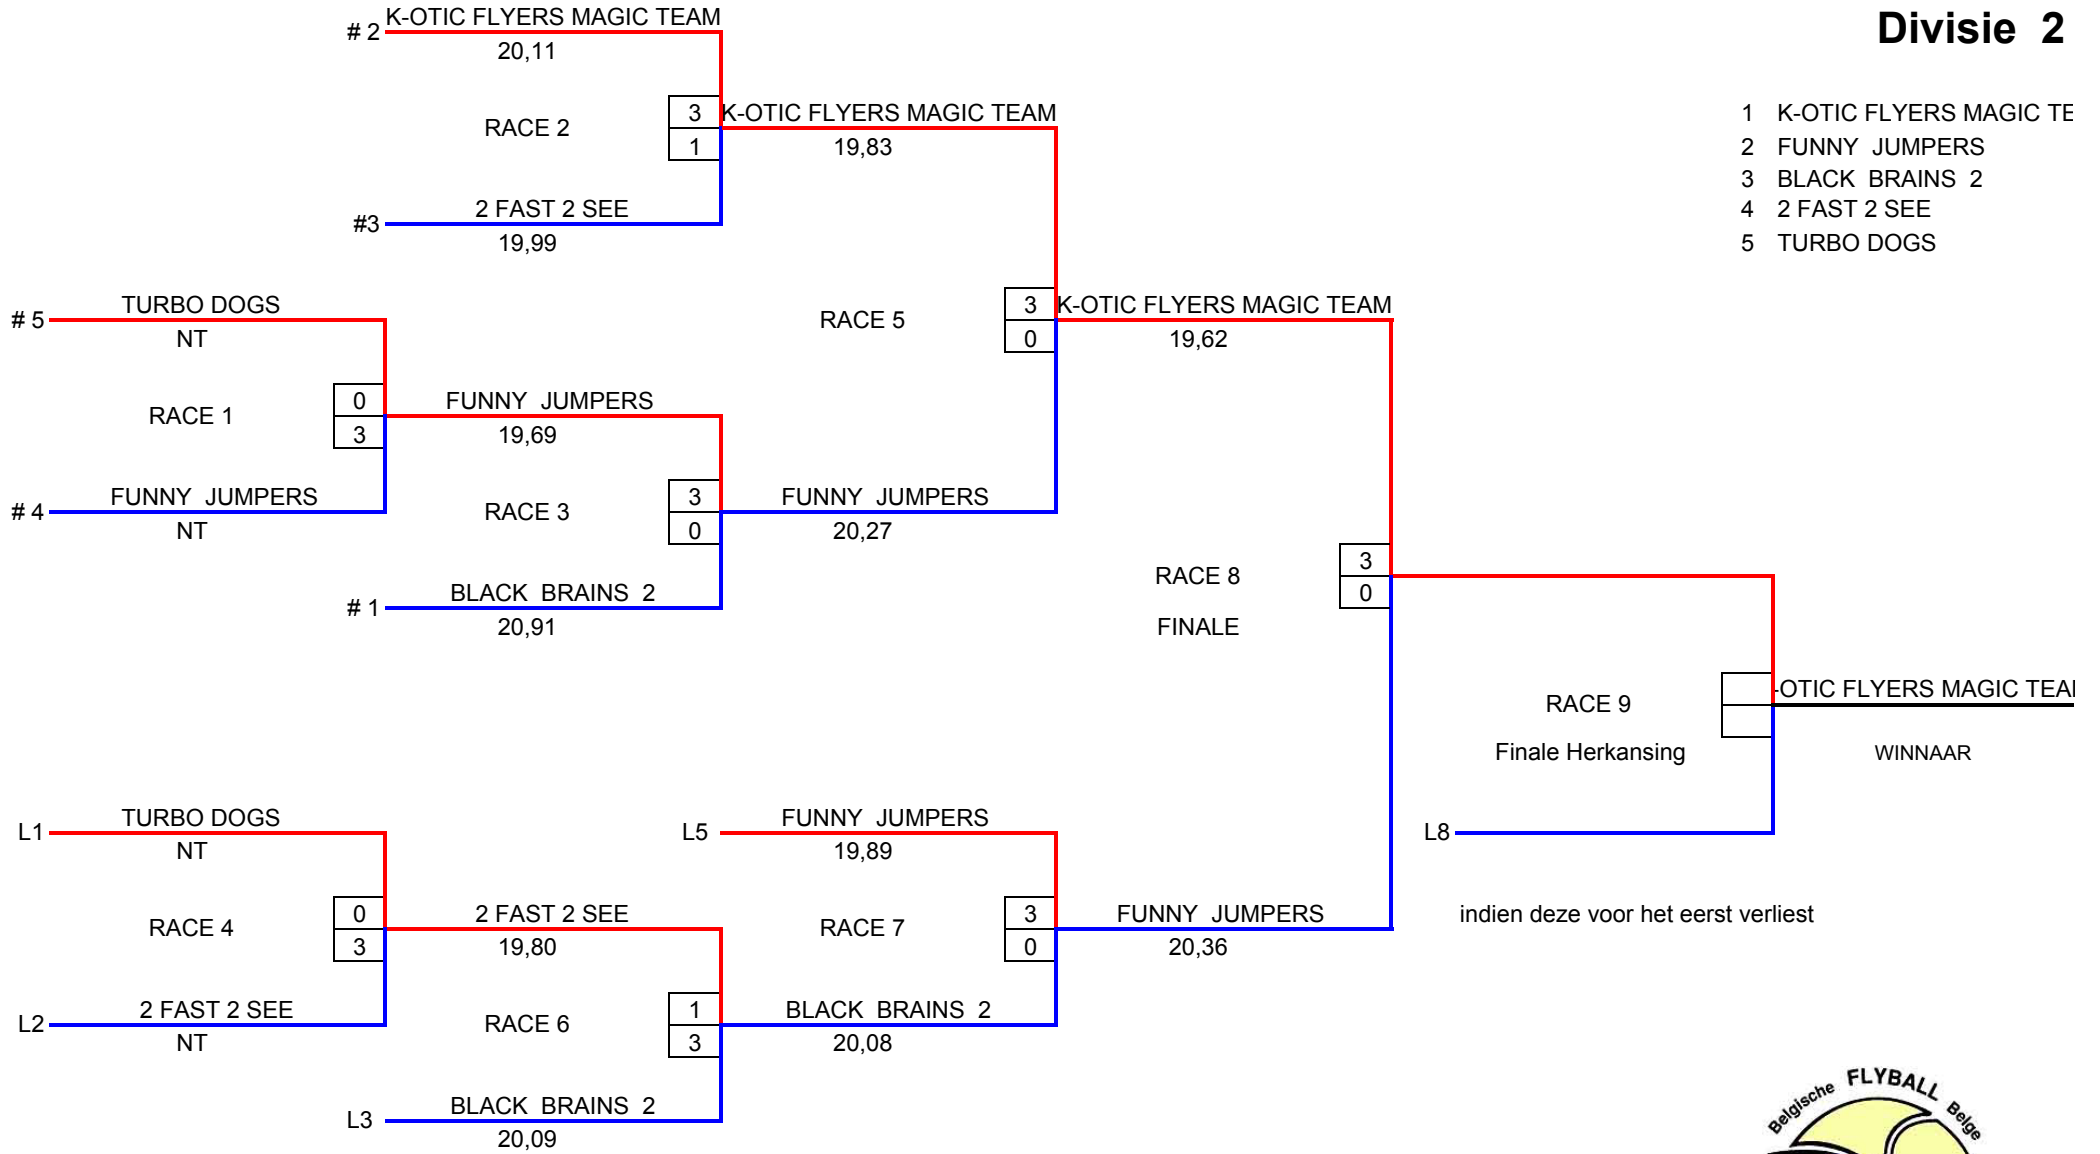 Divisie 2
1 K-OTIC FLYERS MAGIC TE
2 FUNNY JUMPERS
3 BLACK BRAINS 2
4 2 FAST 2 SEE
5 TURBO DOGS
# 2 K-OTIC FLYERS MAGIC TEAM
20,11
RACE 2
3
1
K-OTIC FLYERS MAGIC TEAM
19,83
#3 2 FAST 2 SEE
19,99
# 5 TURBO DOGS
NT
RACE 1
0
3
FUNNY JUMPERS
19,69
# 4 FUNNY JUMPERS
NT
RACE 3
3
0
FUNNY JUMPERS
20,27
# 1 BLACK BRAINS 2
20,91
RACE 5
3
0
K-OTIC FLYERS MAGIC TEAM
19,62
RACE 8
3
0
FINALE
RACE 9
Finale Herkansing
-OTIC FLYERS MAGIC TEA
WINNAAR
L8
indien deze voor het eerst verliest
L1 TURBO DOGS
NT
RACE 4
0
3
2 FAST 2 SEE
19,80
L2 2 FAST 2 SEE
NT
RACE 6
1
3
BLACK BRAINS 2
20,08
L3 BLACK BRAINS 2
20,09
L5 FUNNY JUMPERS
19,89
RACE 7
3
0
FUNNY JUMPERS
20,36
Belgische FLYBALL Belge